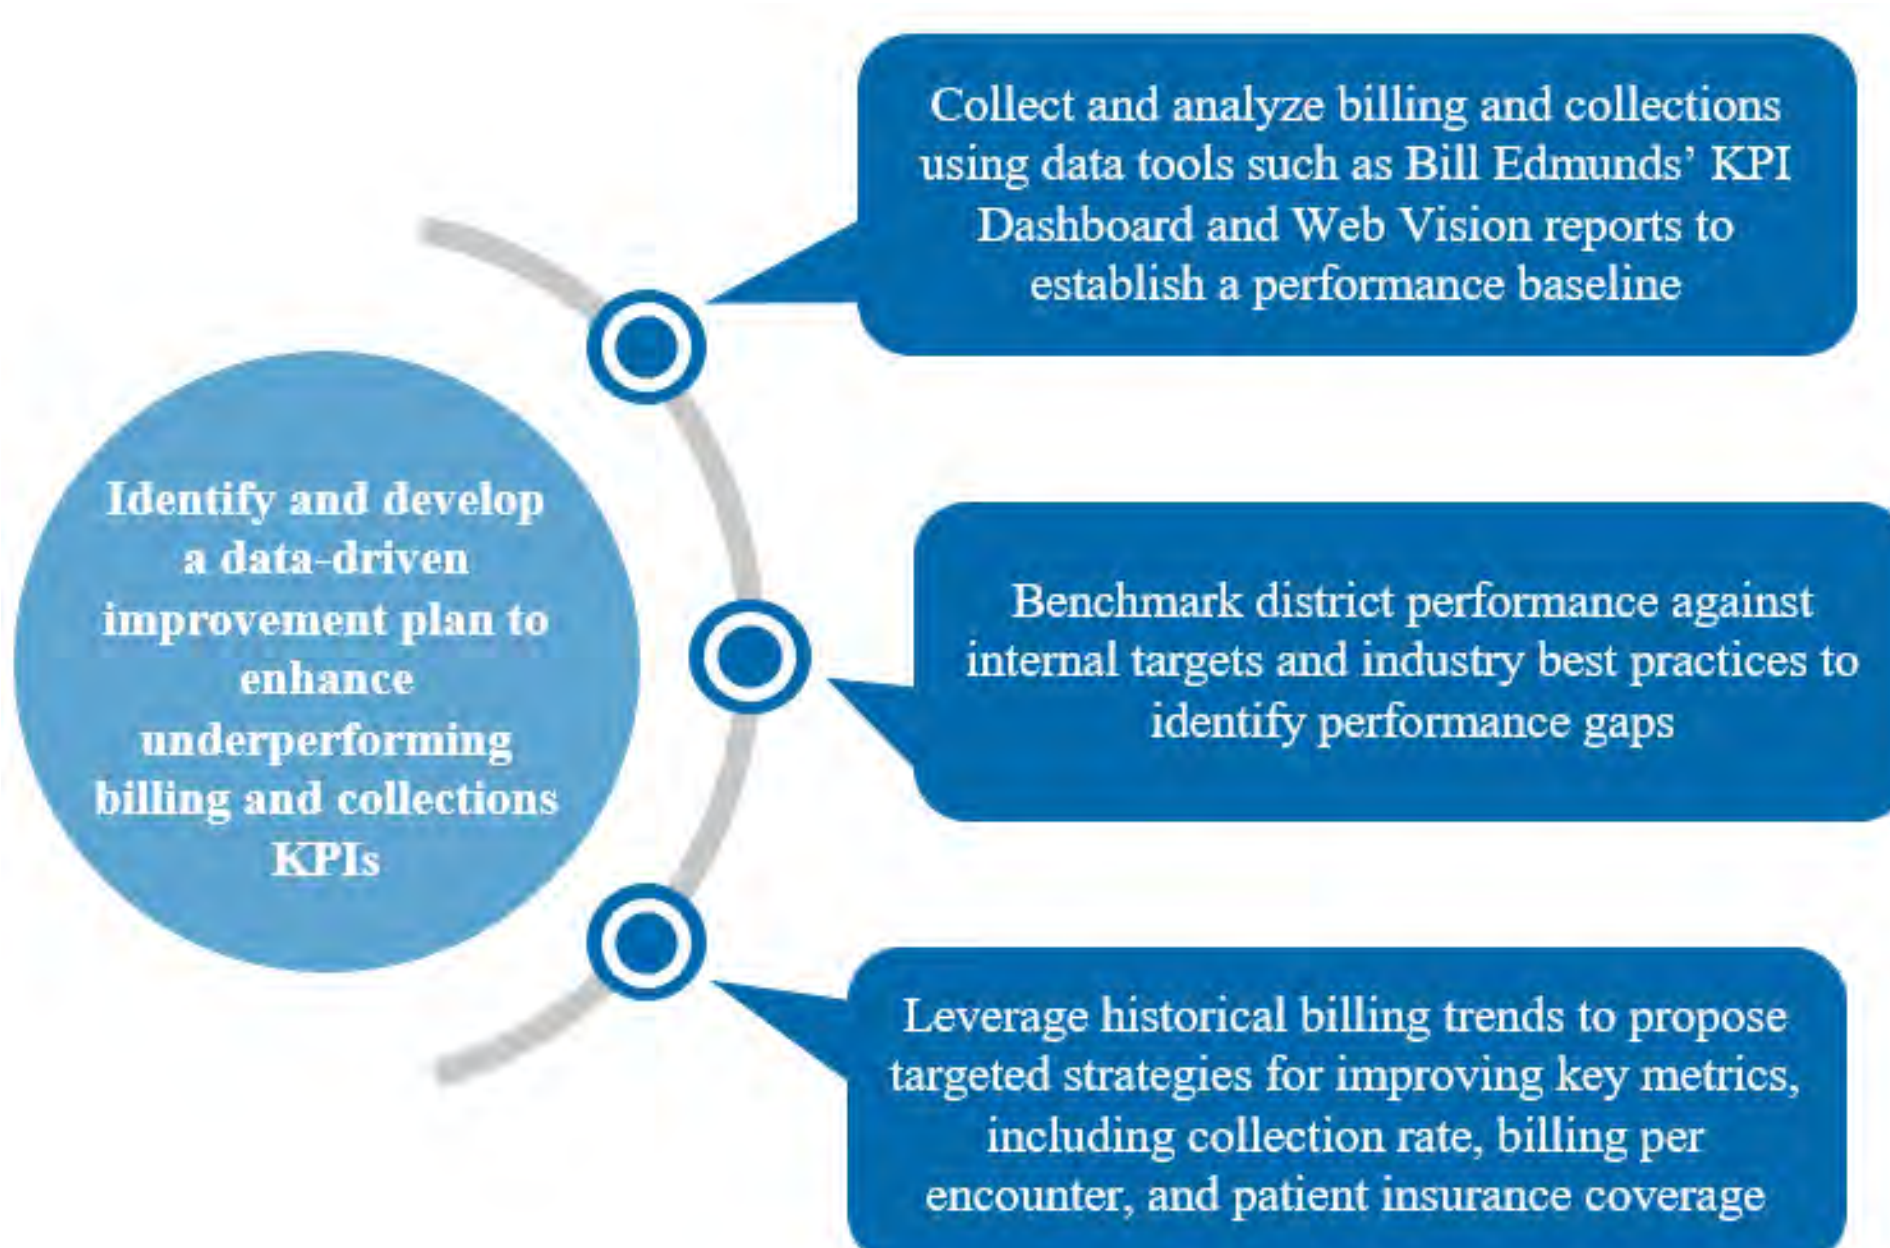 Identify and develop
a data-driven
improvement plan to
enhance
underperforming
billing and collections
KPIs
Collect and analyze billing and collections
using data tools such as Bill Edmunds’ KPI
Dashboard and Web Vision reports to
establish a performance baseline
Benchmark district performance against
internal targets and industry best practices to
identify performance gaps
Leverage historical billing trends to propose
targeted strategies for improving key metrics,
including collection rate, billing per
encounter, and patient insurance coverage